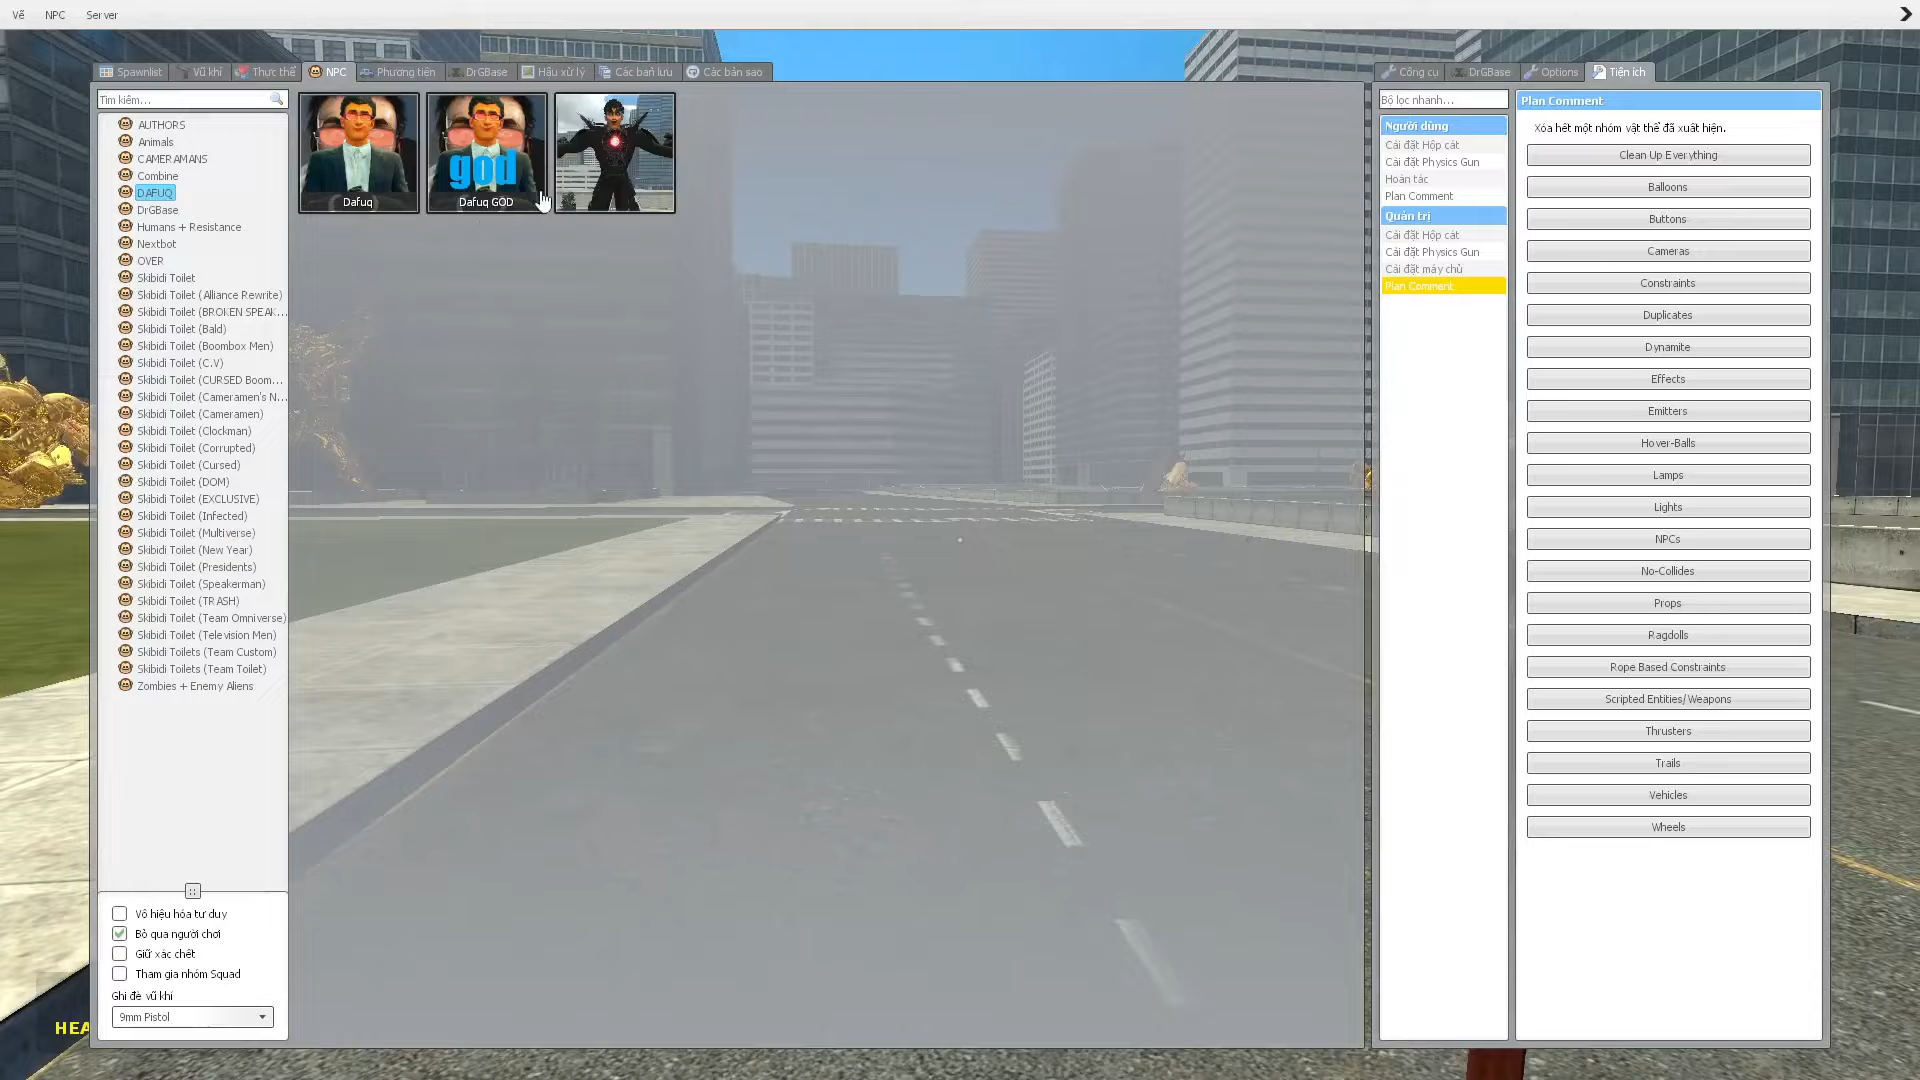 Vẽ NPC Server
Spawnlist Vũ khí Thực thể NPC Phương tiện DrGBase Hậu xử lý Các bản lưu Các bản sao
Công cụ DrGBase Options Tiện ích
Tìm kiếm...
AUTHORS
Animals
CAMERAMANS
Combine
DAFUQ
DrGBase
Humans + Resistance
Nextbot
OVER
Skibidi Toilet
Skibidi Toilet (Alliance Rewrite)
Skibidi Toilet (BROKEN SPEAK...
Skibidi Toilet (Bald)
Skibidi Toilet (Boombox Men)
Skibidi Toilet (C.V)
Skibidi Toilet (CURSED Boom...
Skibidi Toilet (Cameramen's N...
Skibidi Toilet (Cameramen)
Skibidi Toilet (Clockman)
Skibidi Toilet (Corrupted)
Skibidi Toilet (Cursed)
Skibidi Toilet (DOM)
Skibidi Toilet (EXCLUSIVE)
Skibidi Toilet (Infected)
Skibidi Toilet (Multiverse)
Skibidi Toilet (New Year)
Skibidi Toilet (Presidents)
Skibidi Toilet (Speakerman)
Skibidi Toilet (TRASH)
Skibidi Toilet (Team Omniverse)
Skibidi Toilet (Television Men)
Skibidi Toilets (Team Custom)
Skibidi Toilets (Team Toilet)
Zombies + Enemy Aliens
Vô hiệu hóa tư duy
Bỏ qua người chơi
Giữ xác chết
Tham gia nhóm Squad
Ghi đè vũ khí
9mm Pistol
HEA
Dafuq
god
Dafuq GOD
Bộ lọc nhanh...
Người dùng
Cài đặt Hộp cát
Cài đặt Physics Gun
Hoàn tác
Plan Comment
Quản trị
Cài đặt Hộp cát
Cài đặt Physics Gun
Cài đặt máy chủ
Plan Comment
Plan Comment
Xóa hết một nhóm vật thể đã xuất hiện.
Clean Up Everything
Balloons
Buttons
Cameras
Constraints
Duplicates
Dynamite
Effects
Emitters
Hover-Balls
Lamps
Lights
NPCs
No-Collides
Props
Ragdolls
Rope Based Constraints
Scripted Entities/Weapons
Thrusters
Trails
Vehicles
Wheels